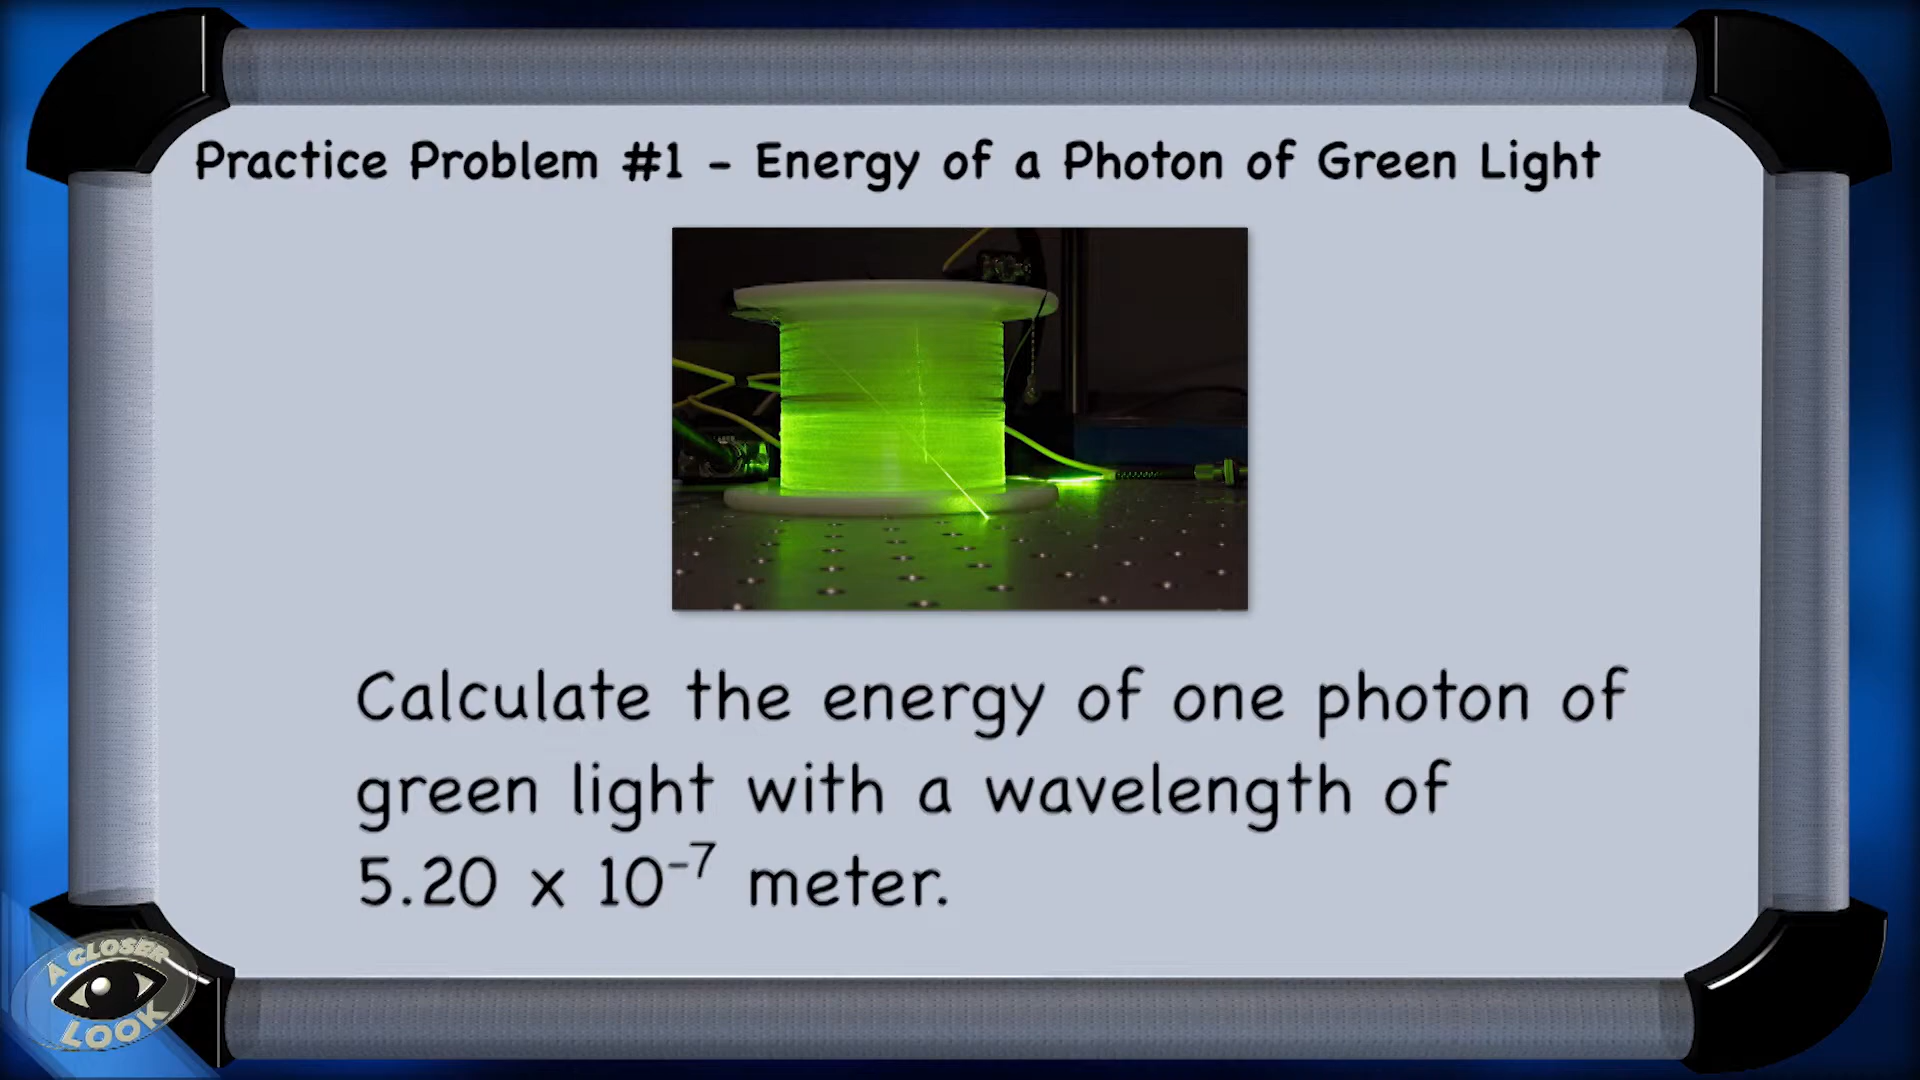 Practice Problem #1 - Energy of a Photon of Green Light
Calculate the energy of one photon of
green light with a wavelength of
5.20 x 10⁻⁷ meter.
A CLOSER
LOOK